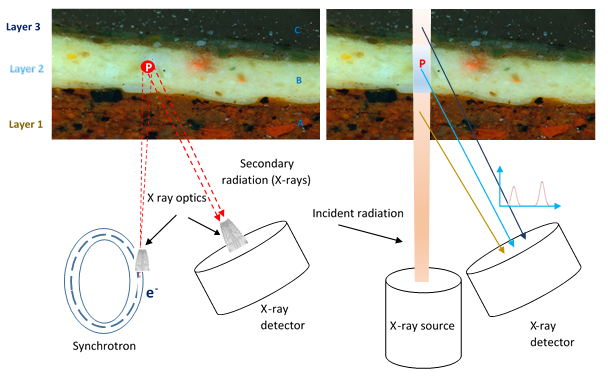 Layer 3
Layer 2
Layer 1
C
B
A
P
P
Secondary
radiation (X-rays)
X ray optics
Incident radiation
e-
X-ray
detector
Synchrotron
X-ray source
X-ray
detector